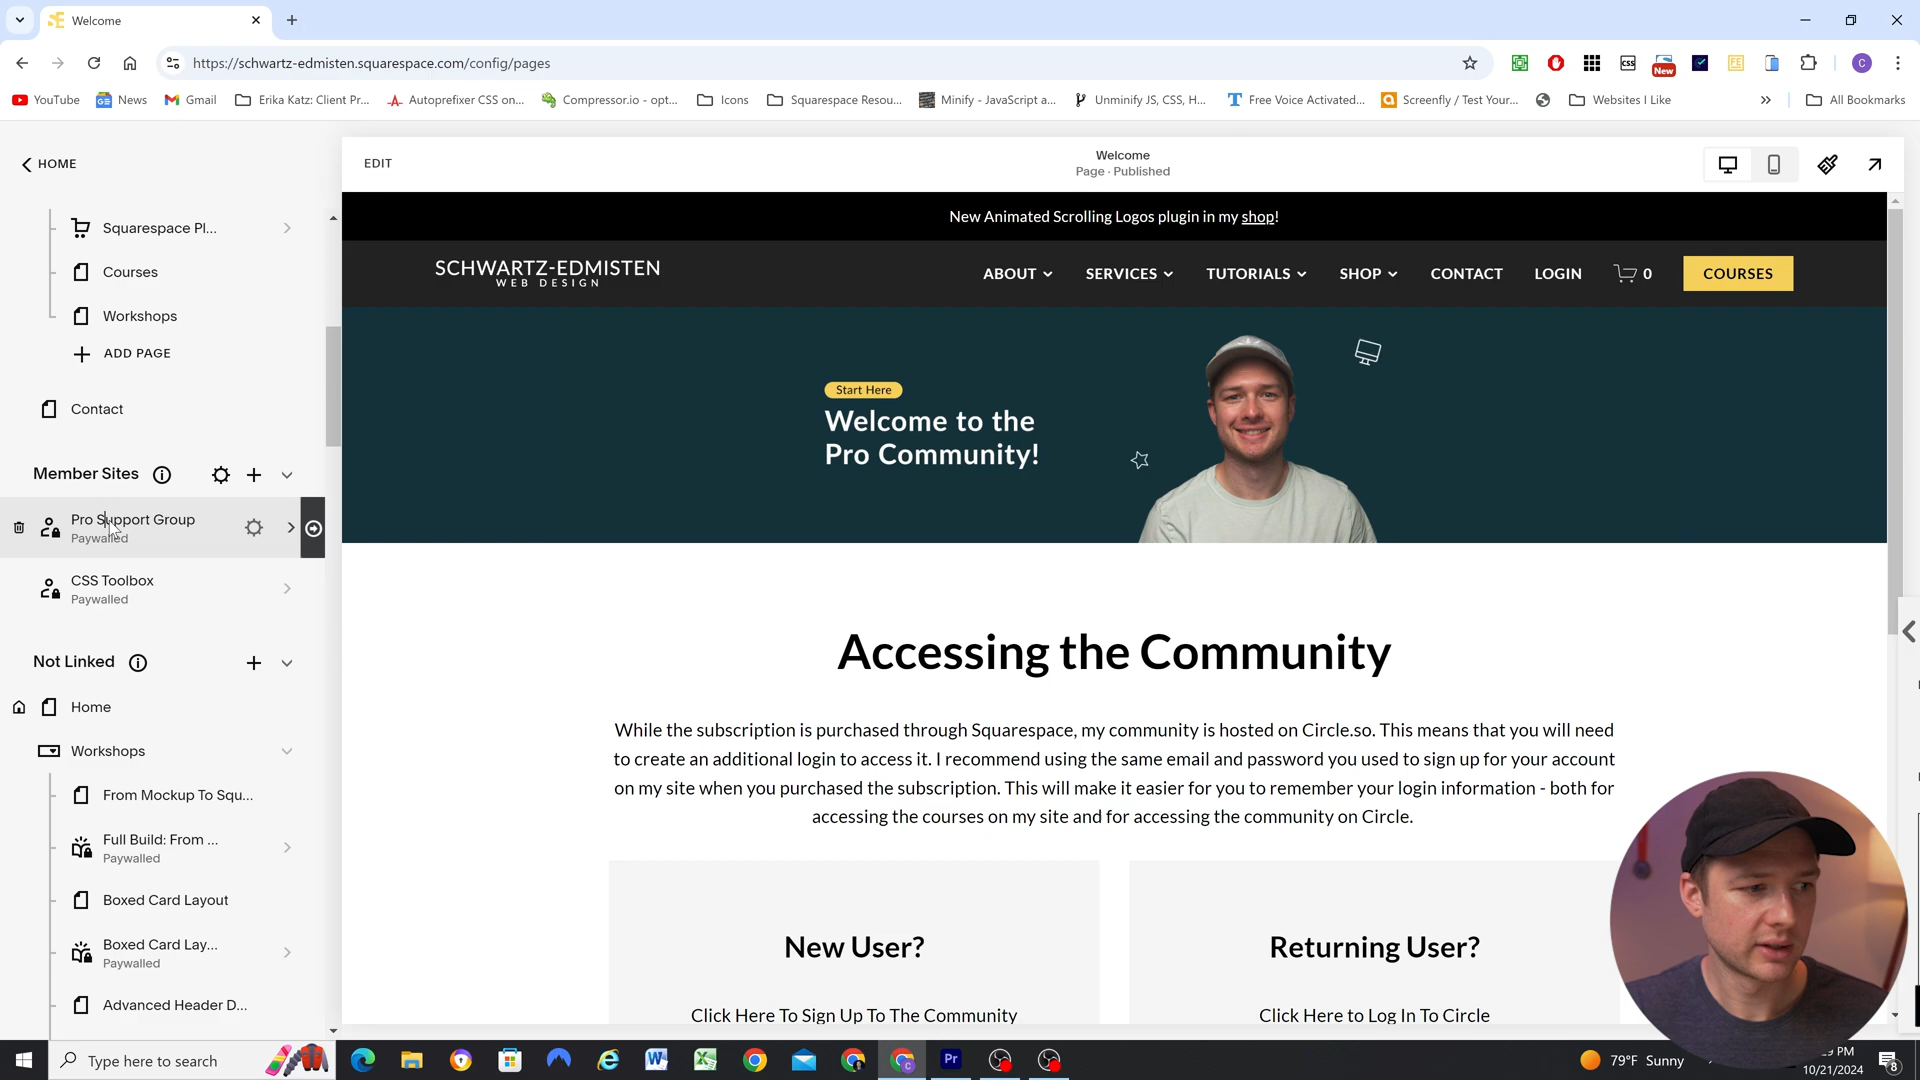 Welcome
https://schwartz-edmisten.squarespace.com/config/pages
New
CSS
FE
C
YouTube
News
Gmail
Erika Katz: Client Pr...
Autoprefixer CSS on...
Compressor.io - opt...
Icons
Squarespace Resou...
Minify - JavaScript a...
Unminify JS, CSS, H...
Free Voice Activated...
Screenfly / Test Your...
Websites I Like
All Bookmarks
HOME
EDIT
Welcome
Page · Published
Squarespace Pl...
Courses
Workshops
ADD PAGE
Contact
Member Sites
Pro Support Group
Paywalled
CSS Toolbox
Paywalled
Not Linked
Home
Workshops
From Mockup To Squ...
Full Build: From ...
Paywalled
Boxed Card Layout
Boxed Card Lay...
Paywalled
Advanced Header D...
New Animated Scrolling Logos plugin in my shop!
SCHWARTZ-EDMISTEN
WEB DESIGN
ABOUT
SERVICES
TUTORIALS
SHOP
CONTACT
LOGIN
0
COURSES
Start Here
Welcome to the
Pro Community!
Accessing the Community
While the subscription is purchased through Squarespace, my community is hosted on Circle.so. This means that you will need
to create an additional login to access it. I recommend using the same email and password you used to sign up for your account
on my site when you purchased the subscription. This will make it easier for you to remember your login information - both for
accessing the courses on my site and for accessing the community on Circle.
New User?
Click Here To Sign Up To The Community
Returning User?
Click Here to Log In To Circle
Type here to search
Pr
79°F Sunny
:29 PM
10/21/2024
8